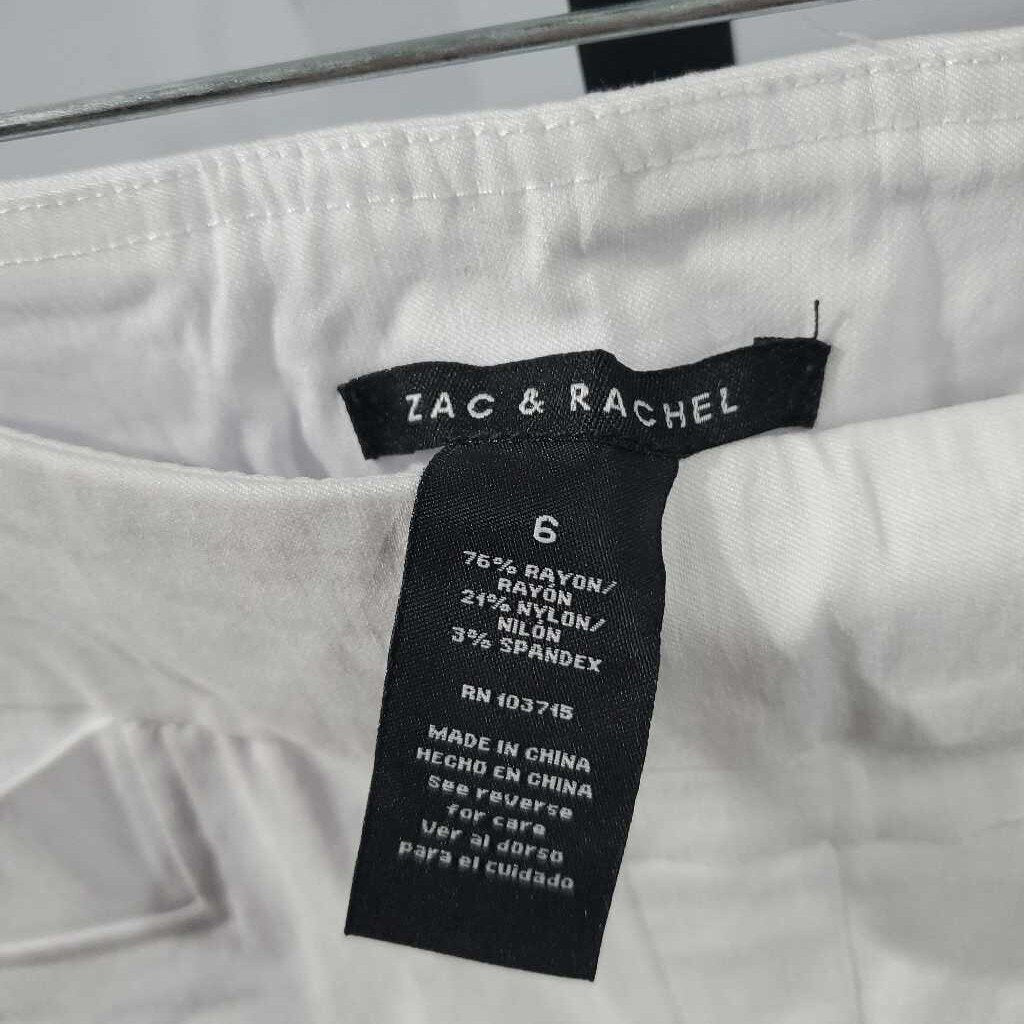 ZAC & RACHEL
6
76% RAYON/
RAYÓN
21% NYLON/
NILÓN
3% SPANDEX
RN 103715
MADE IN CHINA
HECHO EN CHINA
See reverse
for care
Ver al dorso
para el cuidado